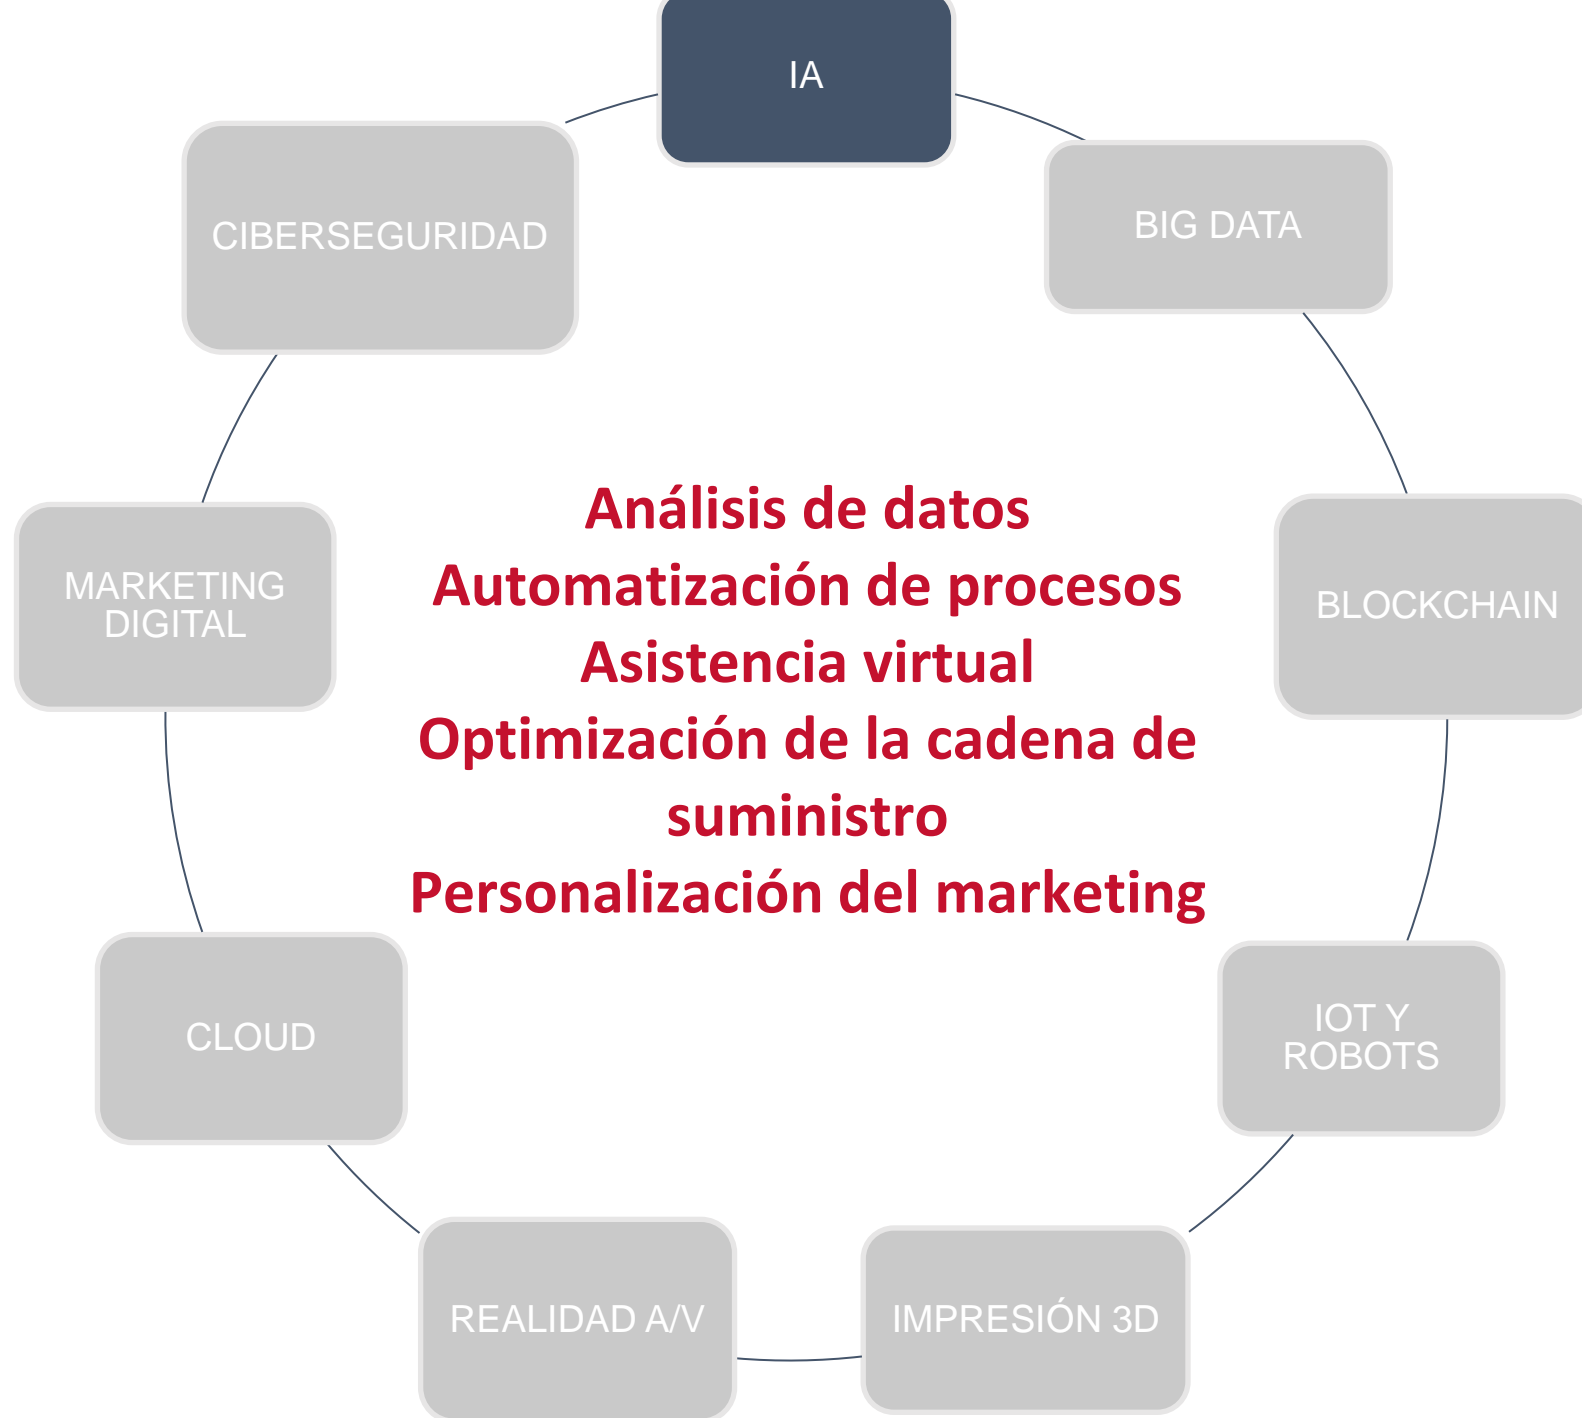 IA
CIBERSEGURIDAD
BIG DATA
MARKETING
DIGITAL
BLOCKCHAIN
Análisis de datos
Automatización de procesos
Asistencia virtual
Optimización de la cadena de
suministro
Personalización del marketing
CLOUD
IOT Y
ROBOTS
REALIDAD A/V
IMPRESIÓN 3D